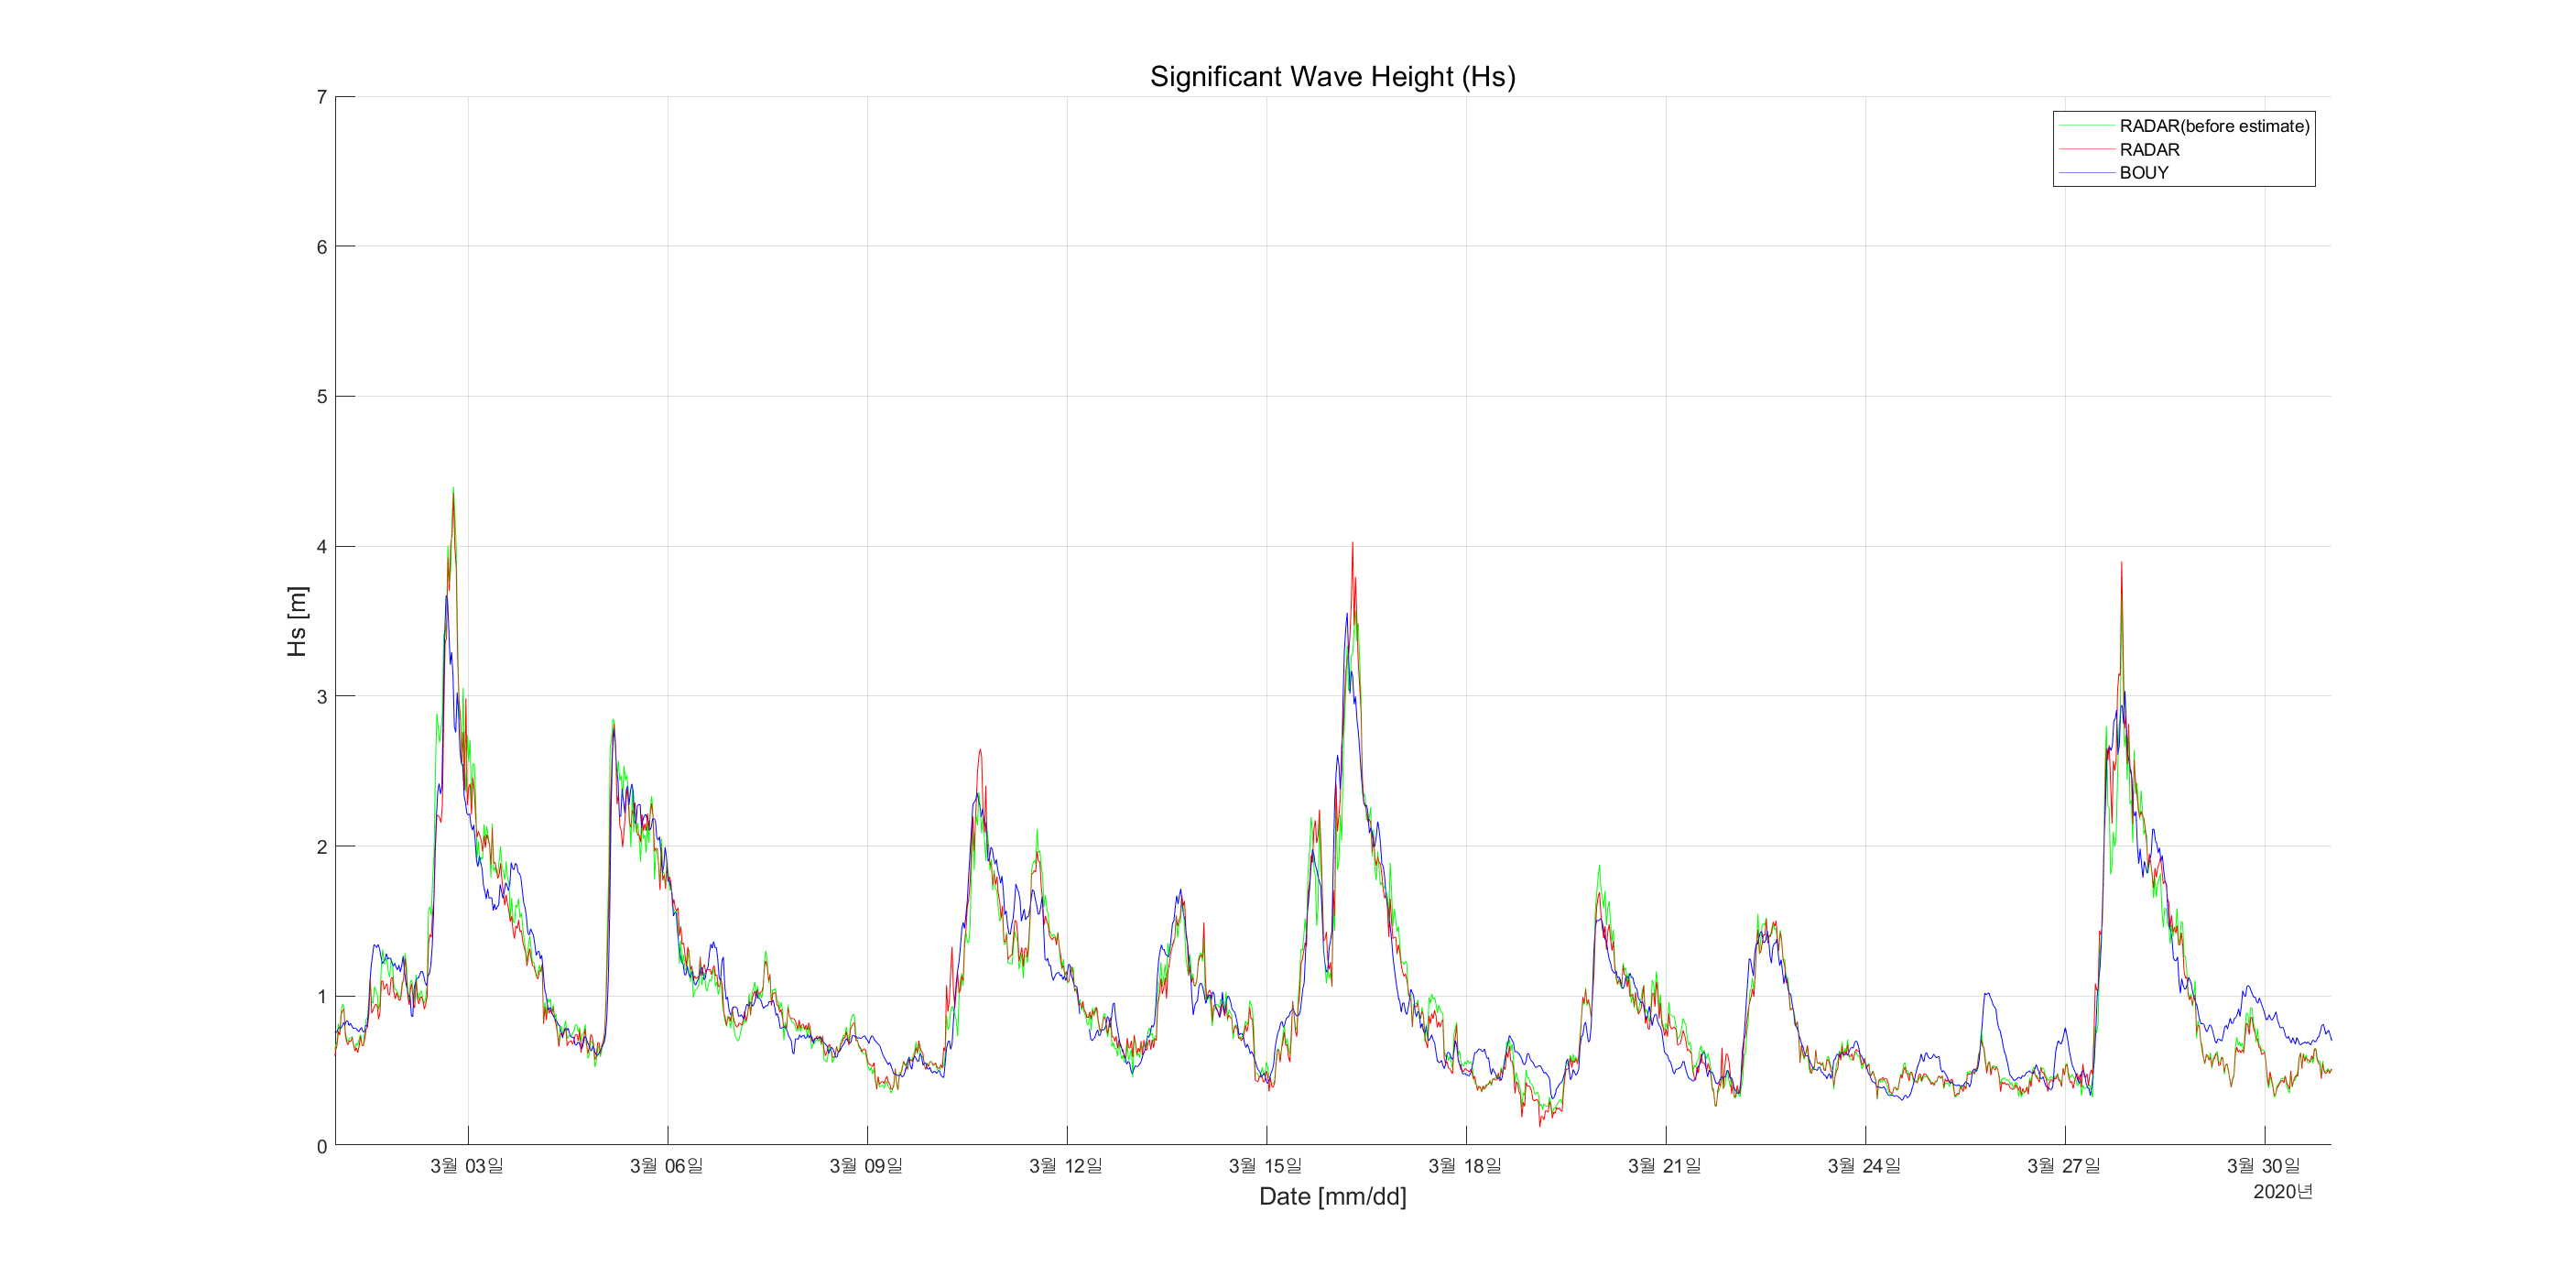 Significant Wave Height (Hs)
RADAR(before estimate)
RADAR
BOUY
7
6
5
4
3
2
1
0
Hs [m]
3월 03일 3월 06일 3월 09일 3월 12일 3월 15일 3월 18일 3월 21일 3월 24일 3월 27일 3월 30일
2020년
Date [mm/dd]